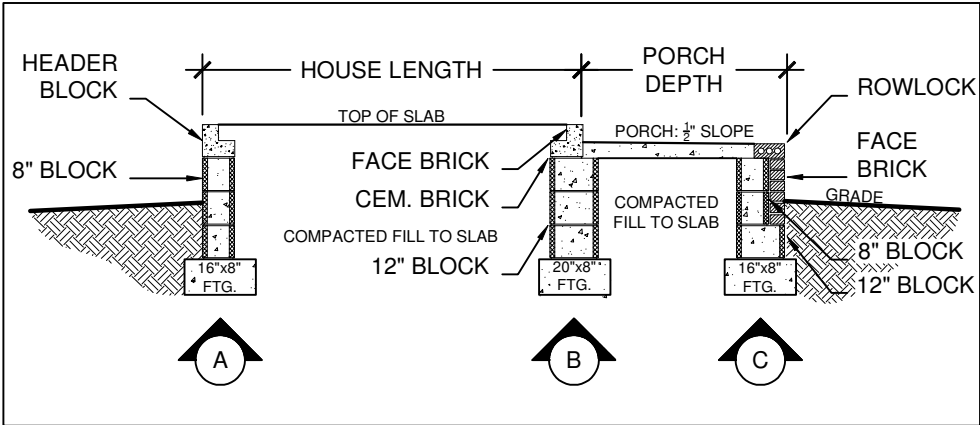 HEADER
BLOCK
HOUSE LENGTH
PORCH
DEPTH
ROWLOCK
TOP OF SLAB
PORCH: ½" SLOPE
8" BLOCK
FACE BRICK
FACE
BRICK
CEM. BRICK
GRADE
COMPACTED
FILL TO SLAB
COMPACTED FILL TO SLAB
8" BLOCK
12" BLOCK
12" BLOCK
16"x8"
FTG.
20"x8"
FTG.
16"x8"
FTG.
A
B
C